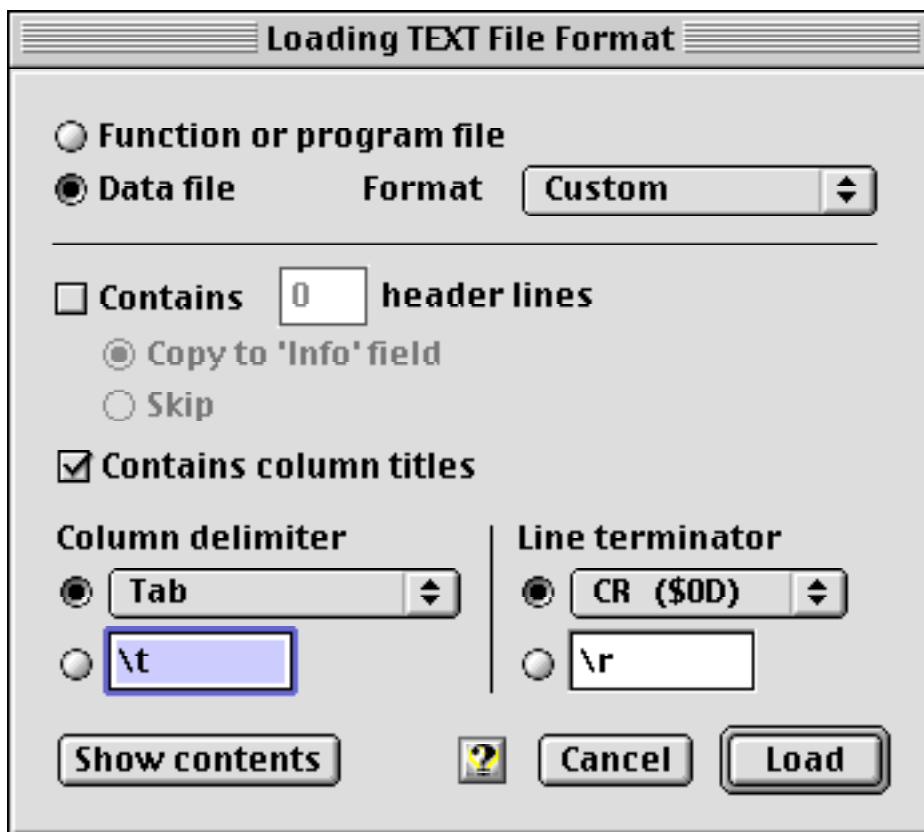 Loading TEXT File Format
Function or program file
Data file Format Custom
Contains 0 header lines
Copy to 'Info' field
Skip
Contains column titles
Column delimiter Line terminator
Tab CR ($0D)
\t \r
Show contents ? Cancel Load